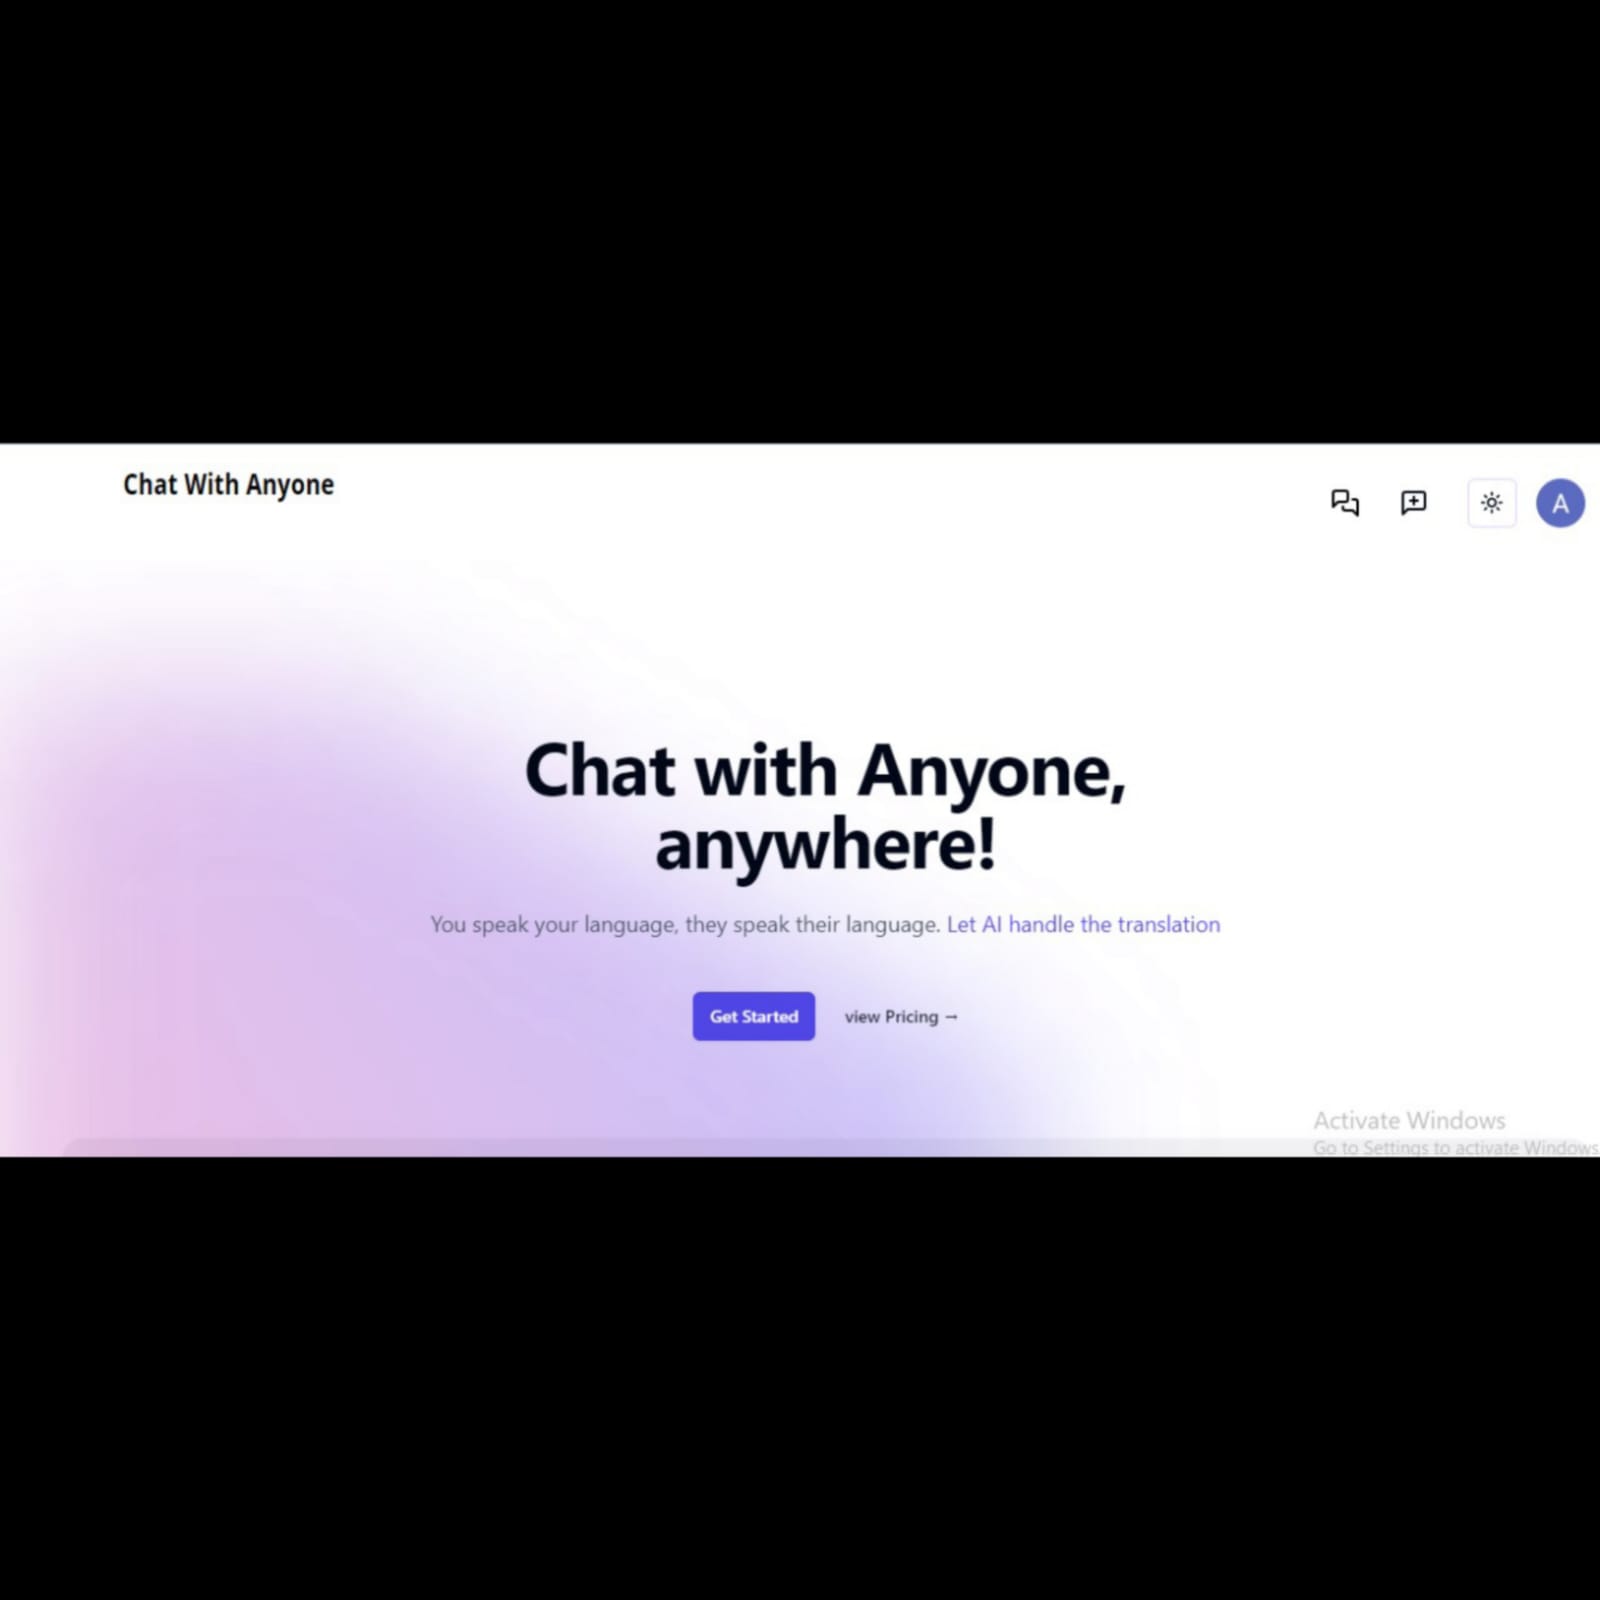 Chat With Anyone
A
Chat with Anyone,
anywhere!
You speak your language, they speak their language. Let AI handle the translation
Get Started
view Pricing →
Activate Windows
Go to Settings to activate Windows